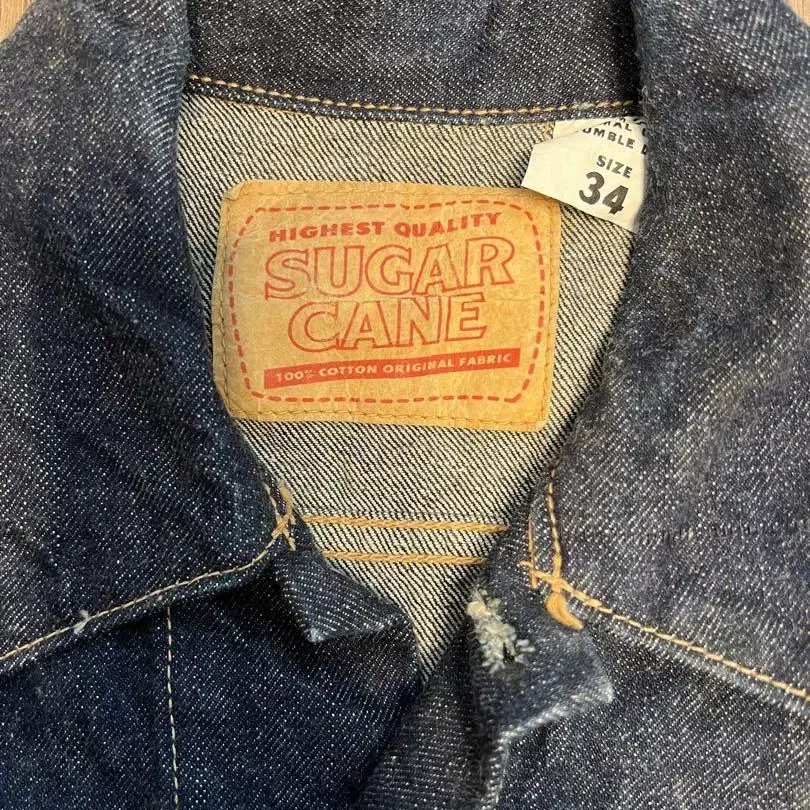 HIGHEST QUALITY
SUGAR
CANE
100% COTTON ORIGINAL FABRIC
SIZE
34